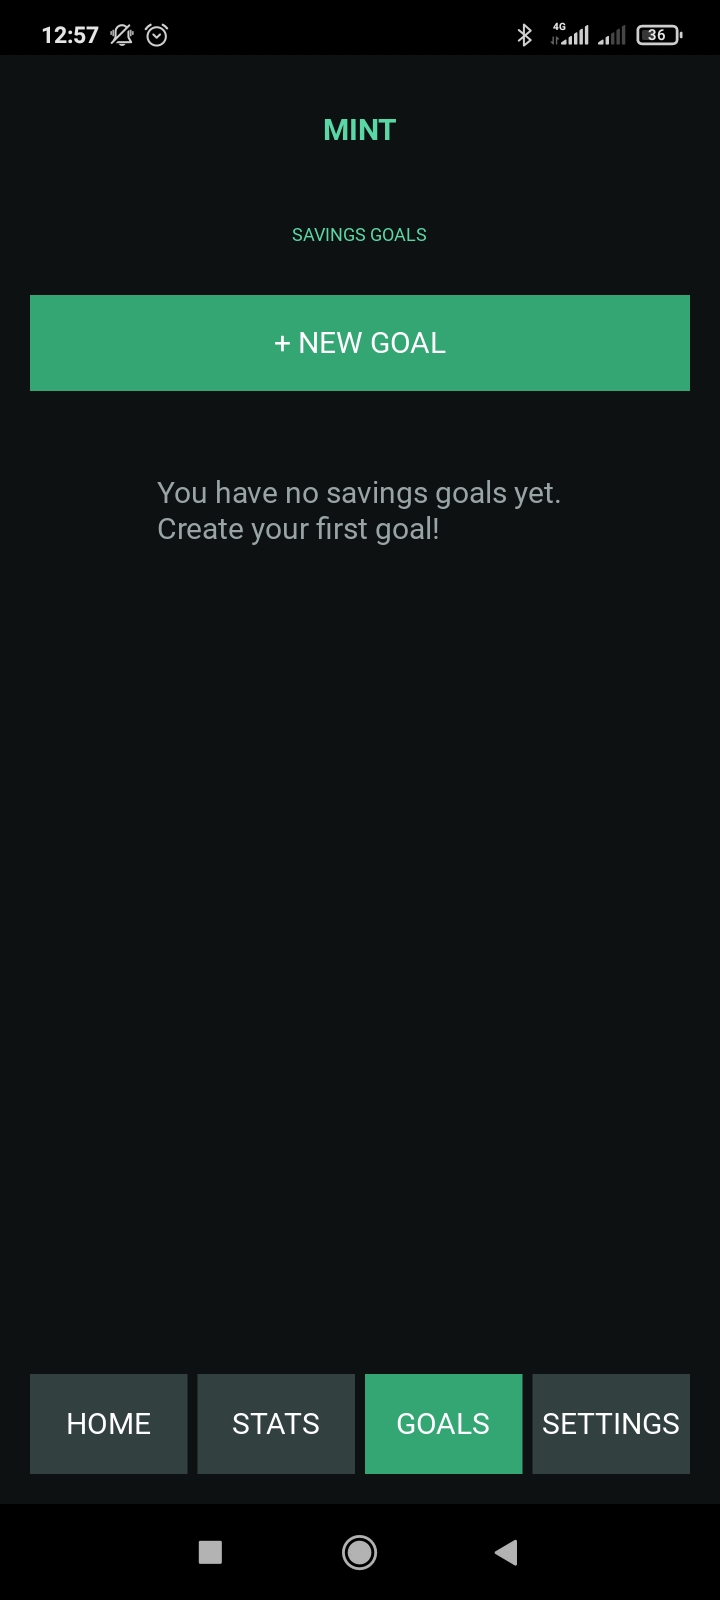 12:57
4G
36
MINT
SAVINGS GOALS
+ NEW GOAL
You have no savings goals yet.
Create your first goal!
HOME
STATS
GOALS
SETTINGS